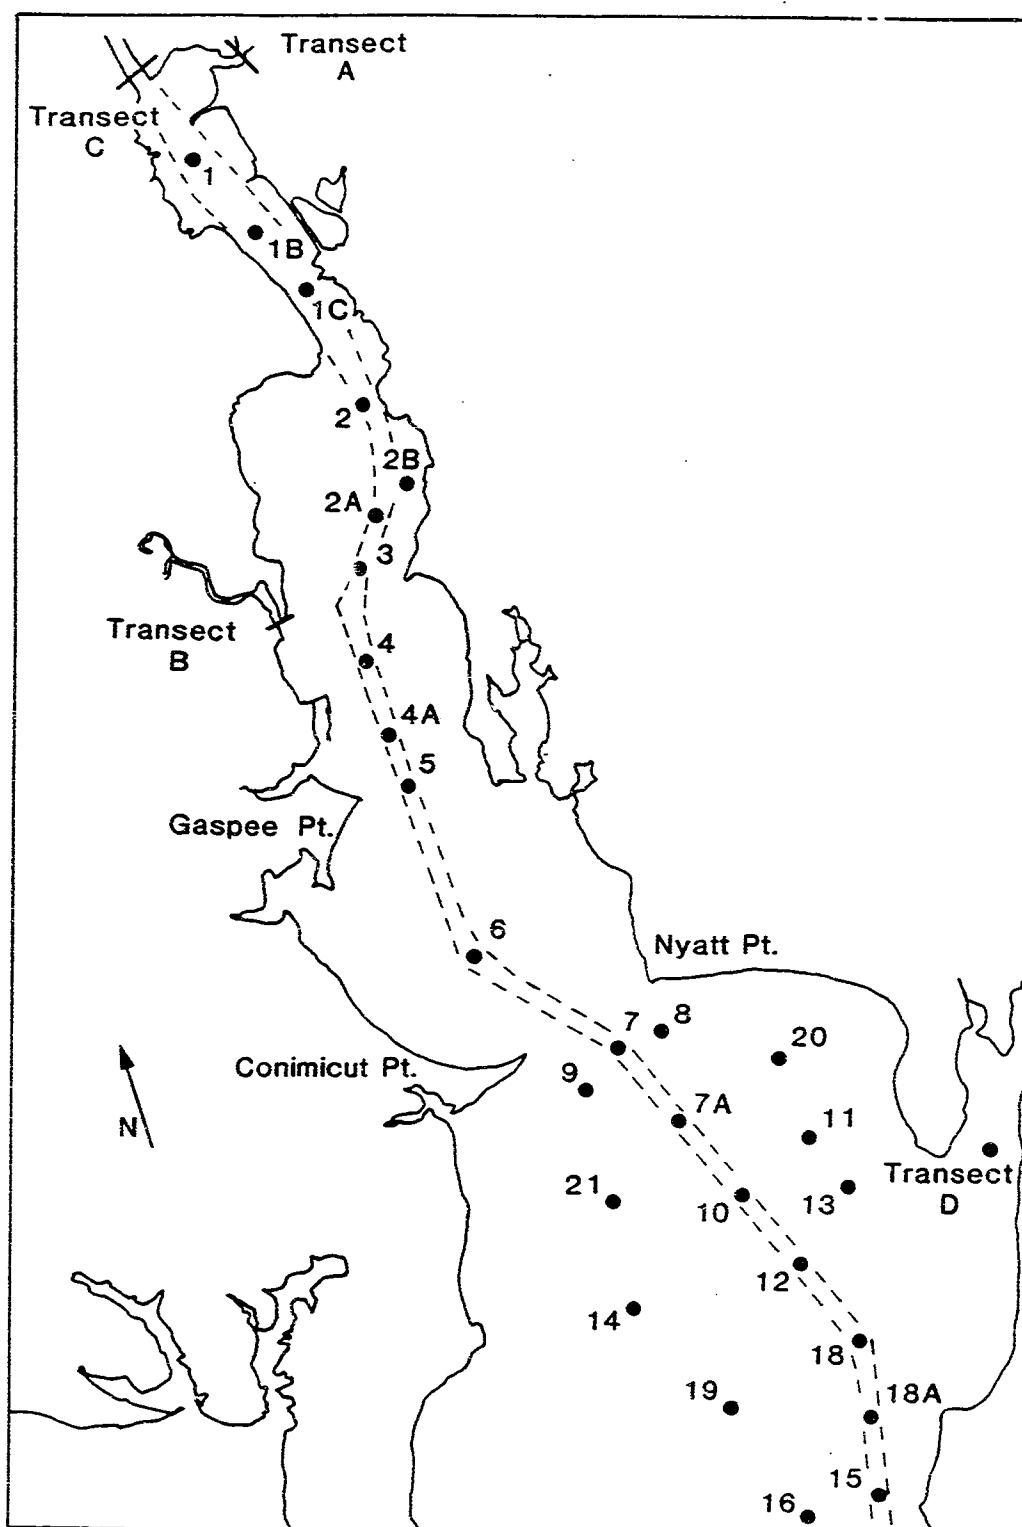 Transect
A
Transect
C
1
1B
1C
2
2B
2A
3
Transect
B
4
4A
5
Gaspee Pt.
6
Nyatt Pt.
7
8
20
Conimicut Pt.
9
N
7A
11
Transect
D
21
10
13
12
14
18
19
18A
15
16